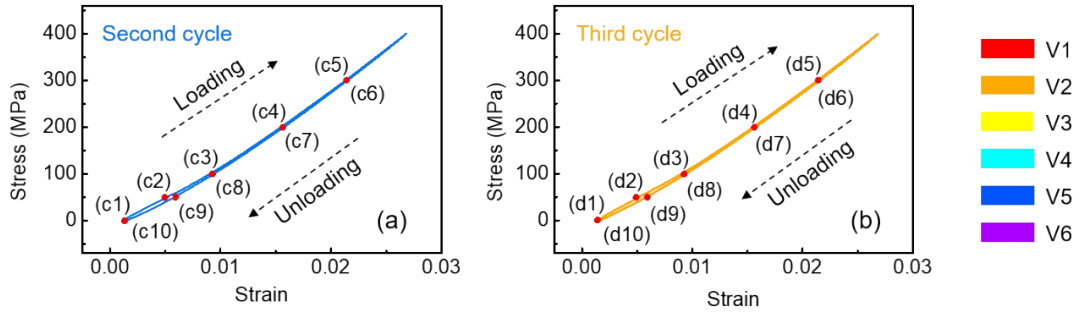 Second cycle
Stress (MPa)
400
300
200
100
0
Loading
Unloading
(c1)
(c2)
(c3)
(c4)
(c5)
(c6)
(c7)
(c8)
(c9)
(c10)
(a)
0.00 0.01 0.02 0.03
Strain
Third cycle
Stress (MPa)
400
300
200
100
0
Loading
Unloading
(d1)
(d2)
(d3)
(d4)
(d5)
(d6)
(d7)
(d8)
(d9)
(d10)
(b)
0.00 0.01 0.02 0.03
Strain
V1
V2
V3
V4
V5
V6